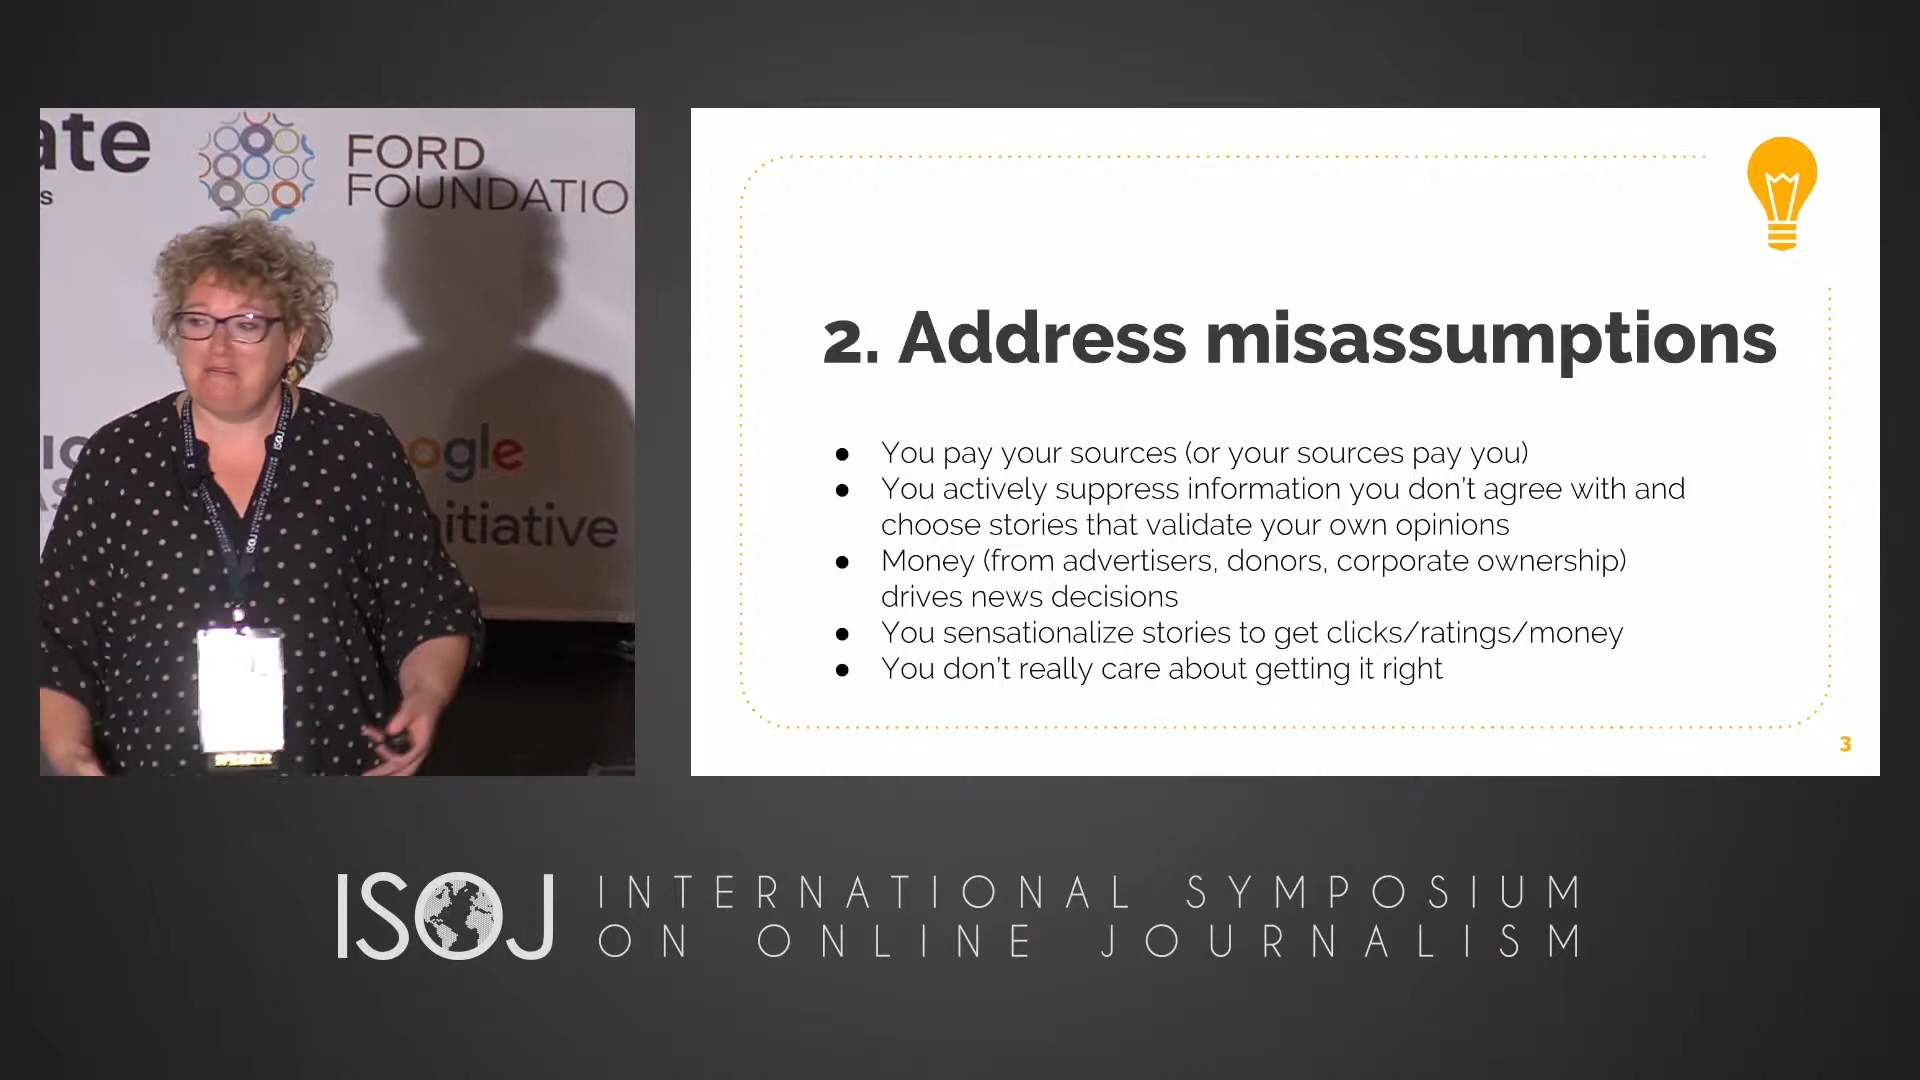 ate
s
FORD
FOUNDATIO
ogle
itiative
ISOJ
ISOJ
SPEAKER
2. Address misassumptions
● You pay your sources (or your sources pay you)
● You actively suppress information you don't agree with and
choose stories that validate your own opinions
● Money (from advertisers, donors, corporate ownership)
drives news decisions
● You sensationalize stories to get clicks/ratings/money
● You don't really care about getting it right
3
ISOJ
INTERNATIONAL SYMPOSIUM
ON ONLINE JOURNALISM